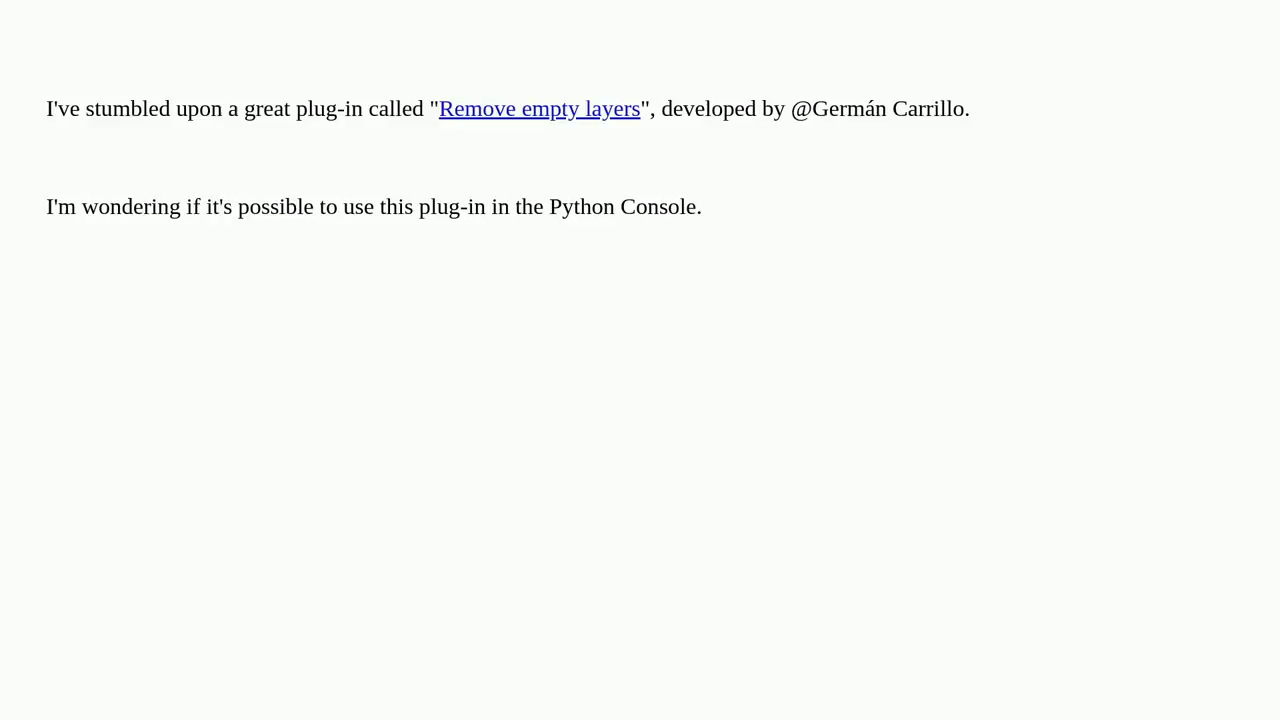 I've stumbled upon a great plug-in called "Remove empty layers", developed by @Germán Carrillo.
I'm wondering if it's possible to use this plug-in in the Python Console.